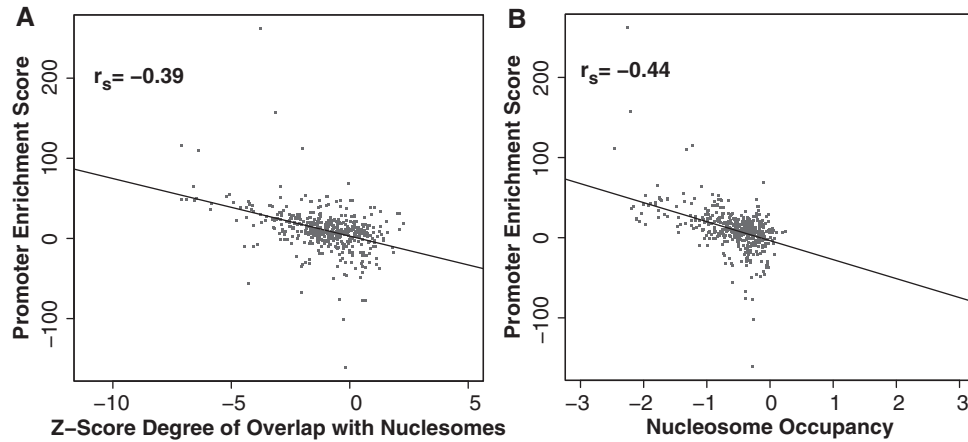 A
B
Promoter Enrichment Score
200
100
0
−100
r_s= −0.39
−10
−5
0
5
Z−Score Degree of Overlap with Nuclesomes
Promoter Enrichment Score
200
100
0
−100
r_s= −0.44
−3
−2
−1
0
1
2
3
Nucleosome Occupancy